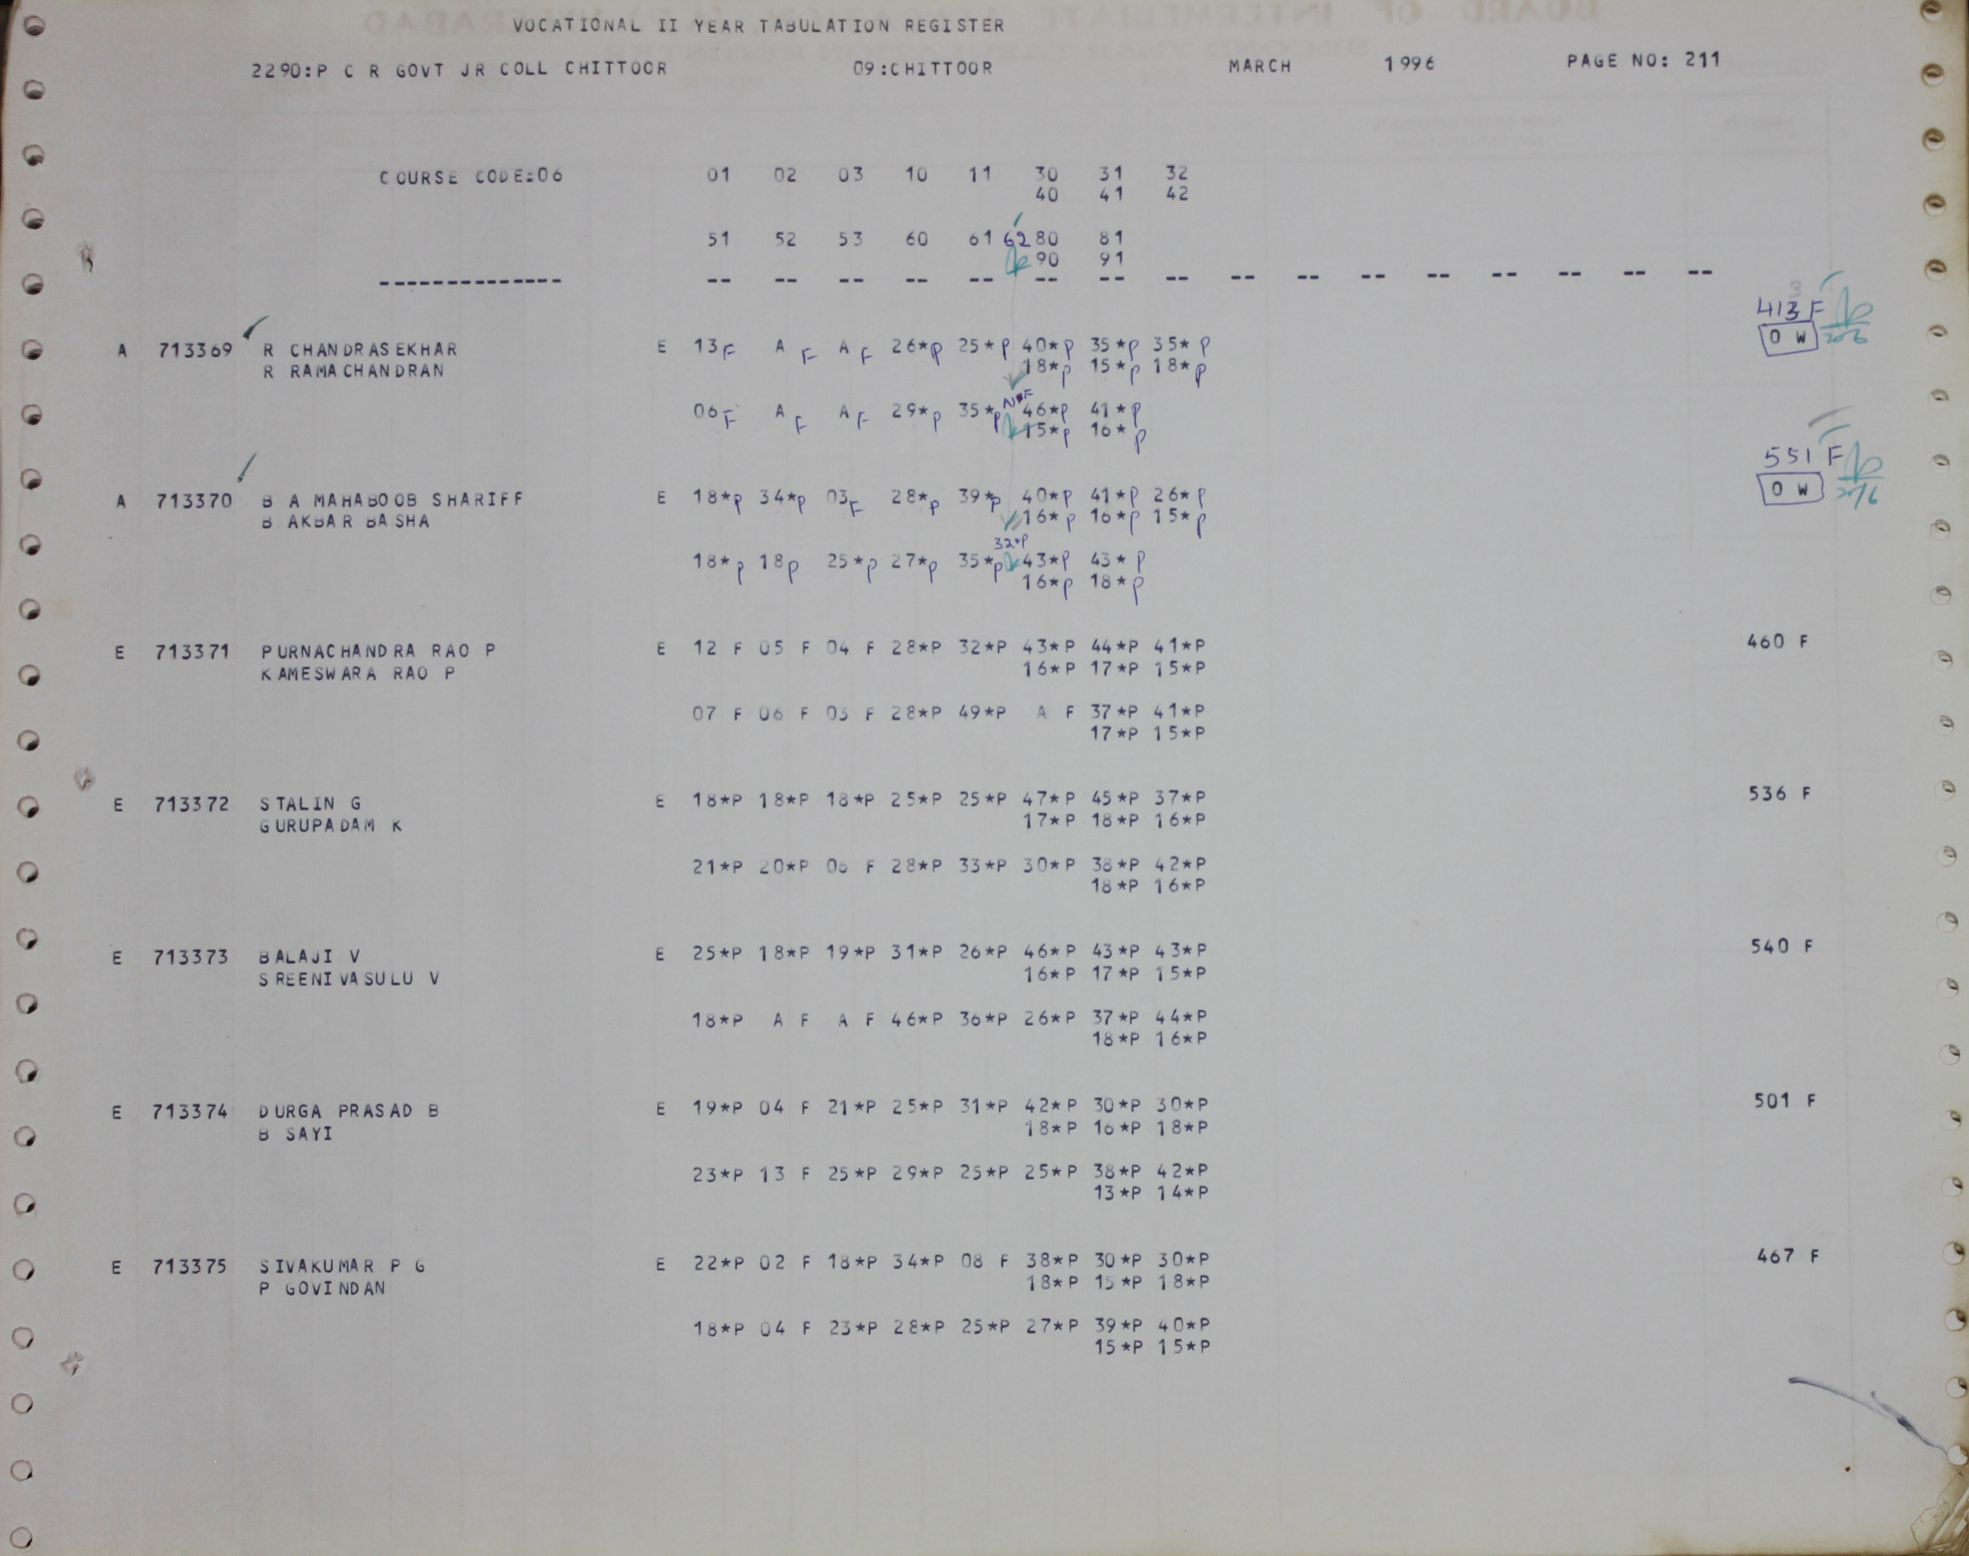 VOCATIONAL II YEAR TABULATION REGISTER
2290:P C R GOVT JR COLL CHITTOOR 09:CHITTOOR MARCH 1996 PAGE NO: 211
COURSE CODE:06 01 02 03 10 11 30 31 32
40 41 42
51 52 53 60 61 62 80 81
90 91
-------------- -- -- -- -- -- -- -- -- -- -- -- -- -- -- -- --
413 F
A 713369 R CHANDRASEKHAR E 13 F A F A F 26*P 25*P 40*P 35*P 35*P O W
R RAMACHANDRAN 18*P 15*P 18*P
06 F A F A F 29*P 35*P 46*P 41*P
15*P 16*P
551 F
A 713370 B A MAHABOOB SHARIFF E 18*P 34*P 03 F 28*P 39*P 40*P 41*P 26*P O W
B AKBAR BASHA 16*P 16*P 15*P
32*P
18*P 18P 25*P 27*P 35*P 43*P 43*P
16*P 18*P
E 713371 PURNACHANDRA RAO P E 12 F 05 F 04 F 28*P 32*P 43*P 44*P 41*P 460 F
KAMESWARA RAO P 16*P 17*P 15*P
07 F 06 F 05 F 28*P 49*P A F 37*P 41*P
17*P 15*P
E 713372 STALIN G E 18*P 18*P 18*P 25*P 25*P 47*P 45*P 37*P 536 F
GURUPADAM K 17*P 18*P 16*P
21*P 20*P 06 F 28*P 33*P 30*P 38*P 42*P
18*P 16*P
E 713373 BALAJI V E 25*P 18*P 19*P 31*P 26*P 46*P 43*P 43*P 540 F
SREENIVASULU V 16*P 17*P 15*P
18*P A F A F 46*P 36*P 26*P 37*P 44*P
18*P 16*P
E 713374 DURGA PRASAD B E 19*P 04 F 21*P 25*P 31*P 42*P 30*P 30*P 501 F
B SAYI 18*P 16*P 18*P
23*P 13 F 25*P 29*P 25*P 25*P 38*P 42*P
13*P 14*P
E 713375 SIVAKUMAR P G E 22*P 02 F 18*P 34*P 08 F 38*P 30*P 30*P 467 F
P GOVINDAN 18*P 15*P 18*P
18*P 04 F 23*P 28*P 25*P 27*P 39*P 40*P
15*P 15*P